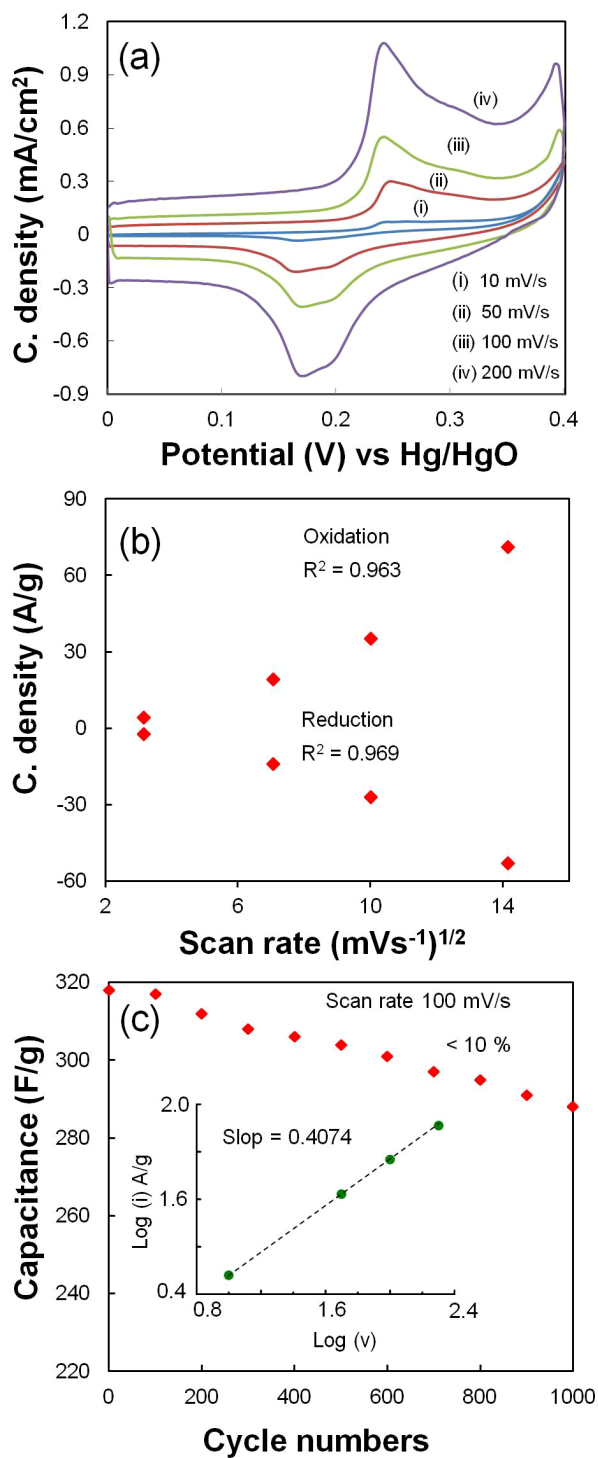 (a)
C. density (mA/cm²)
1.2
0.9
0.6
0.3
0
-0.3
-0.6
-0.9
(iv)
(iii)
(ii)
(i)
(i) 10 mV/s
(ii) 50 mV/s
(iii) 100 mV/s
(iv) 200 mV/s
0 0.1 0.2 0.3 0.4
Potential (V) vs Hg/HgO
(b)
C. density (A/g)
90
60
30
0
-30
-60
Oxidation
R² = 0.963
Reduction
R² = 0.969
2 6 10 14
Scan rate (mVs⁻¹)¹/²
(c)
Capacitance (F/g)
320
300
280
260
240
220
Scan rate 100 mV/s
< 10 %
Slop = 0.4074
Log (i) A/g
2.0
1.6
0.4
0.8 1.6 2.4
Log (v)
0 200 400 600 800 1000
Cycle numbers